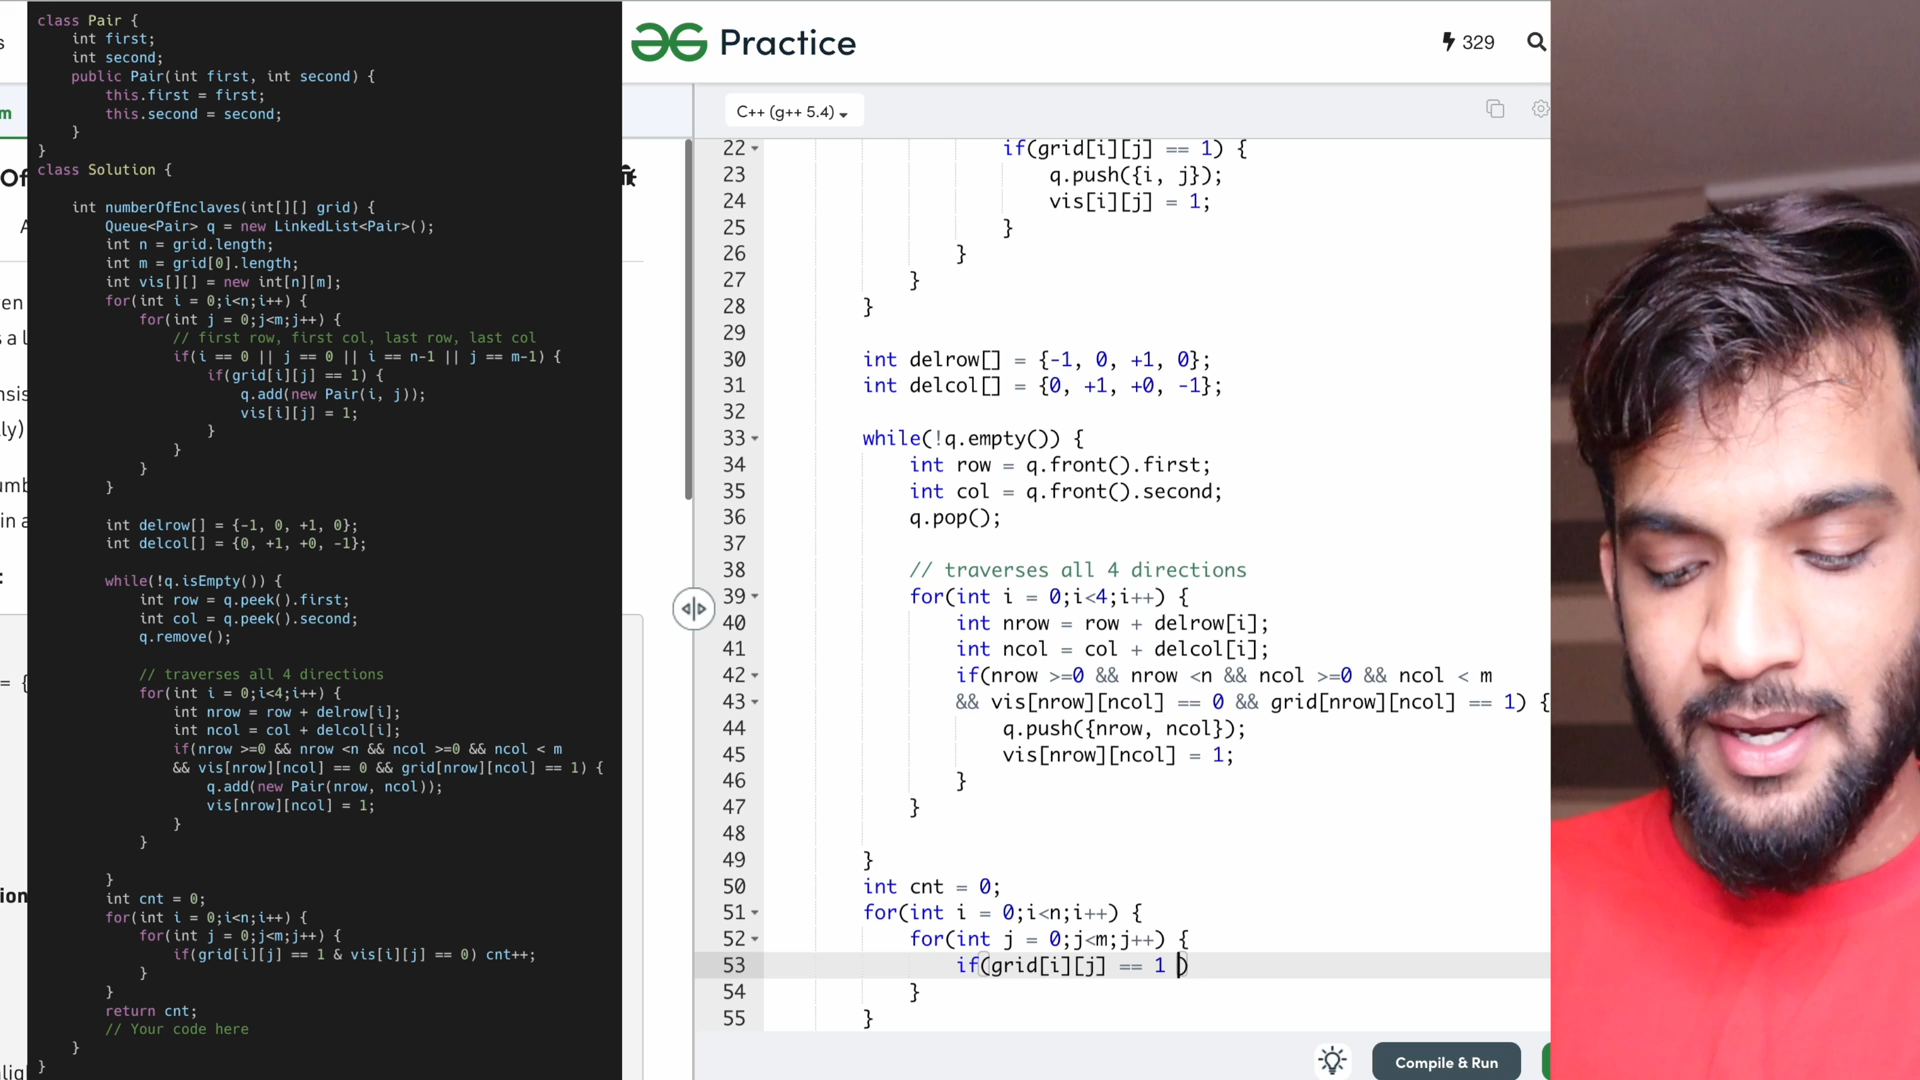 class Pair {
int first;
int second;
public Pair(int first, int second) {
this.first = first;
this.second = second;
}
}
class Solution {
int numberOfEnclaves(int[][] grid) {
Queue<Pair> q = new LinkedList<Pair>();
int n = grid.length;
int m = grid[0].length;
int vis[][] = new int[n][m];
for(int i = 0;i<n;i++) {
for(int j = 0;j<m;j++) {
// first row, first col, last row, last col
if(i == 0 || j == 0 || i == n-1 || j == m-1) {
if(grid[i][j] == 1) {
q.add(new Pair(i, j));
vis[i][j] = 1;
}
}
}
}
int delrow[] = {-1, 0, +1, 0};
int delcol[] = {0, +1, +0, -1};
while(!q.isEmpty()) {
int row = q.peek().first;
int col = q.peek().second;
q.remove();
// traverses all 4 directions
for(int i = 0;i<4;i++) {
int nrow = row + delrow[i];
int ncol = col + delcol[i];
if(nrow >=0 && nrow <n && ncol >=0 && ncol < m
&& vis[nrow][ncol] == 0 && grid[nrow][ncol] == 1) {
q.add(new Pair(nrow, ncol));
vis[nrow][ncol] = 1;
}
}
}
int cnt = 0;
for(int i = 0;i<n;i++) {
for(int j = 0;j<m;j++) {
if(grid[i][j] == 1 & vis[i][j] == 0) cnt++;
}
}
return cnt;
// Your code here
}
}
Practice
329
C++ (g++ 5.4)
22 if(grid[i][j] == 1) {
23 q.push({i, j});
24 vis[i][j] = 1;
25 }
26 }
27 }
28 }
29
30 int delrow[] = {-1, 0, +1, 0};
31 int delcol[] = {0, +1, +0, -1};
32
33 while(!q.empty()) {
34 int row = q.front().first;
35 int col = q.front().second;
36 q.pop();
37
38 // traverses all 4 directions
39 for(int i = 0;i<4;i++) {
40 int nrow = row + delrow[i];
41 int ncol = col + delcol[i];
42 if(nrow >=0 && nrow <n && ncol >=0 && ncol < m
43 && vis[nrow][ncol] == 0 && grid[nrow][ncol] == 1) {
44 q.push({nrow, ncol});
45 vis[nrow][ncol] = 1;
46 }
47 }
48
49 }
50 int cnt = 0;
51 for(int i = 0;i<n;i++) {
52 for(int j = 0;j<m;j++) {
53 if(grid[i][j] == 1 )
54 }
55 }
Compile & Run